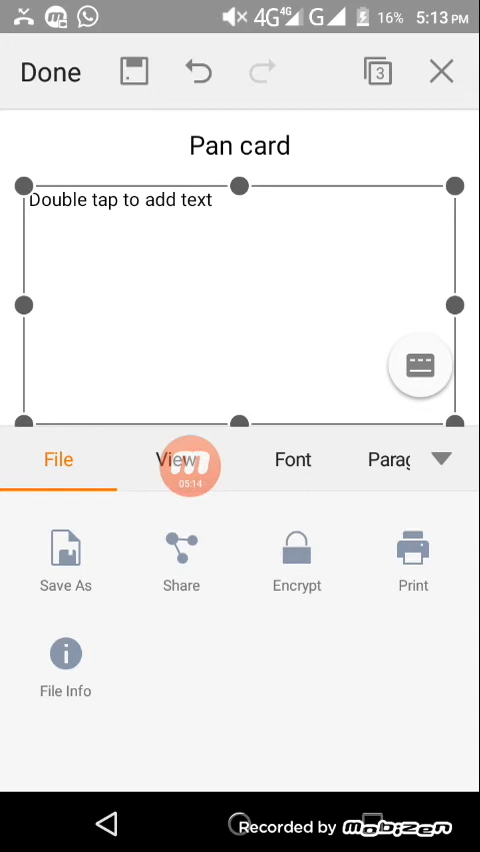 4G 4G G 16% 5:13 PM
Done 3
Pan card
Double tap to add text
File View Font Parag
05:14
Save As Share Encrypt Print
File Info
Recorded by mobizen